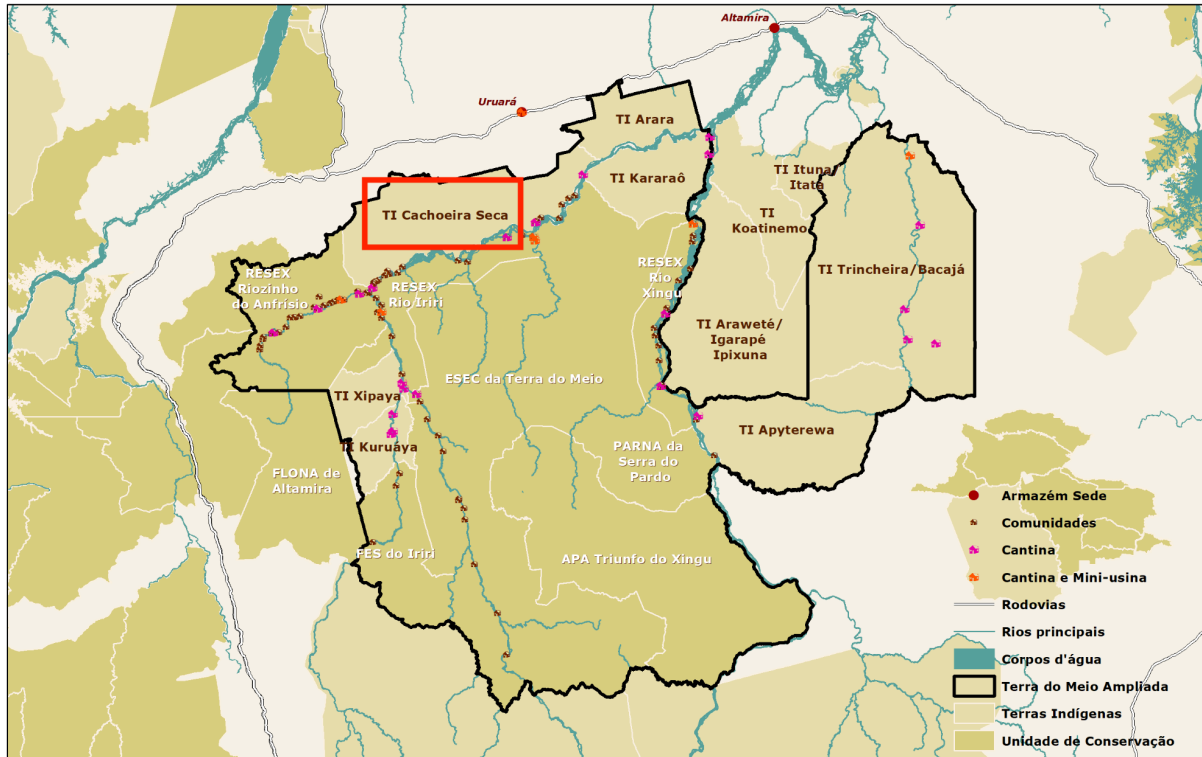 Altamira
Uruará
TI Arara
TI Kararaô
TI Ituna
Itatá
TI Cachoeira Seca
TI
Koatinemo
RESEX
Riozinho
do Anfrísio
RESEX
Rio Iriri
RESEX
Rio
Xingu
TI Trincheira/Bacajá
TI Araweté/
Igarapé
Ipixuna
ESEC da Terra do Meio
TI Xipaya
TI Kuruáya
TI Apyterewa
PARNA da
Serra do
Pardo
FLONA de
Altamira
FES do Iriri
APA Triunfo do Xingu
Armazém Sede
Comunidades
Cantina
Cantina e Mini-usina
Rodovias
Rios principais
Corpos d'água
Terra do Meio Ampliada
Terras Indígenas
Unidade de Conservação